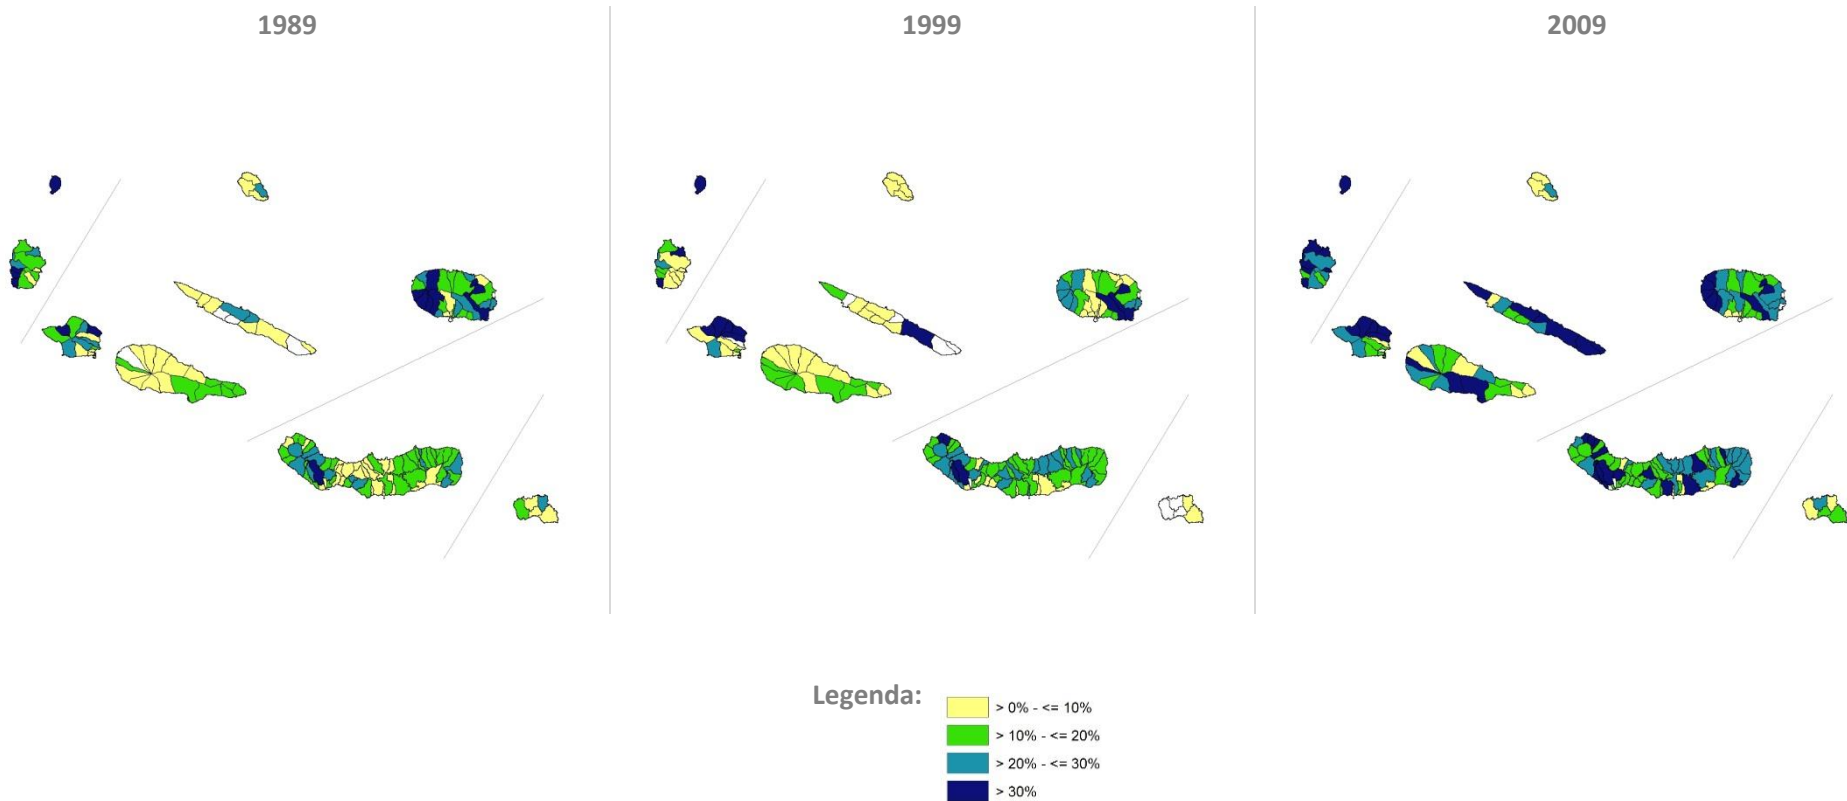 1989
1999
2009
Legenda:
> 0% - <= 10%
> 10% - <= 20%
> 20% - <= 30%
> 30%